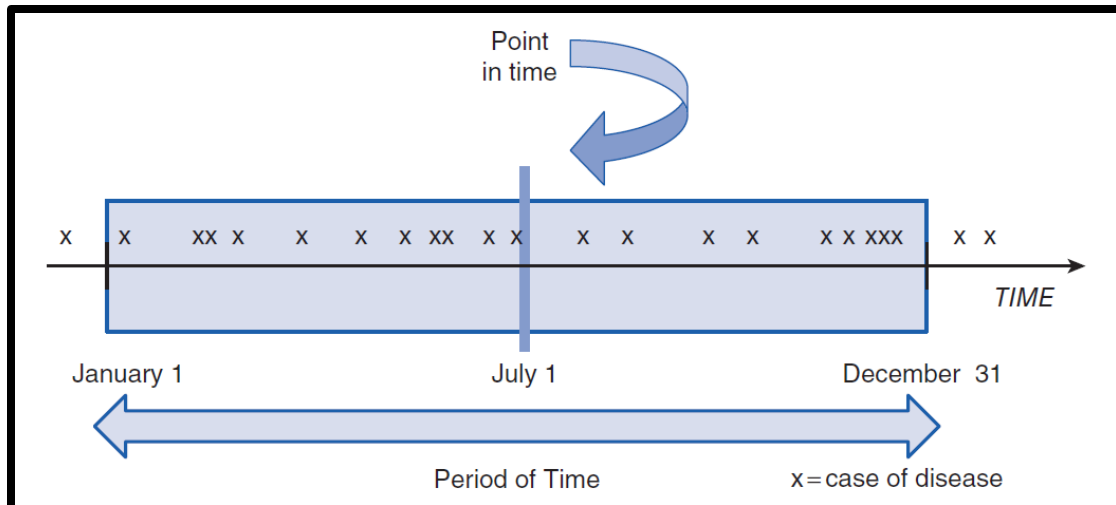 Point
in time
x x xx x x x x xx x x x x x x x x xxx x x
TIME
January 1 July 1 December 31
Period of Time x=case of disease